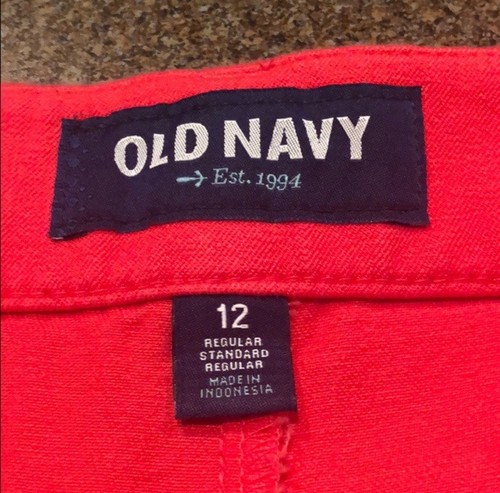 OLD NAVY
Est. 1994
12
REGULAR
STANDARD
REGULAR
MADE IN
INDONESIA